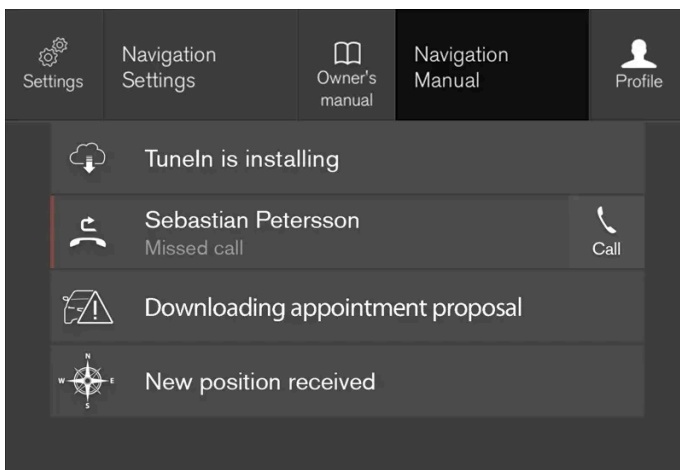 Settings
Navigation
Settings
Owner's
manual
Navigation
Manual
Profile
TuneIn is installing
Sebastian Petersson
Missed call
Call
Downloading appointment proposal
N
W
E
S
New position received